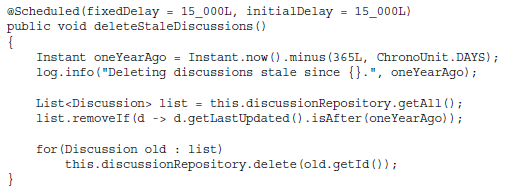 @Scheduled(fixedDelay = 15_000L, initialDelay = 15_000L)
public void deleteStaleDiscussions()
{
    Instant oneYearAgo = Instant.now().minus(365L, ChronoUnit.DAYS);
    log.info("Deleting discussions stale since {}.", oneYearAgo);

    List<Discussion> list = this.discussionRepository.getAll();
    list.removeIf(d -> d.getLastUpdated().isAfter(oneYearAgo));

    for(Discussion old : list)
        this.discussionRepository.delete(old.getId());
}